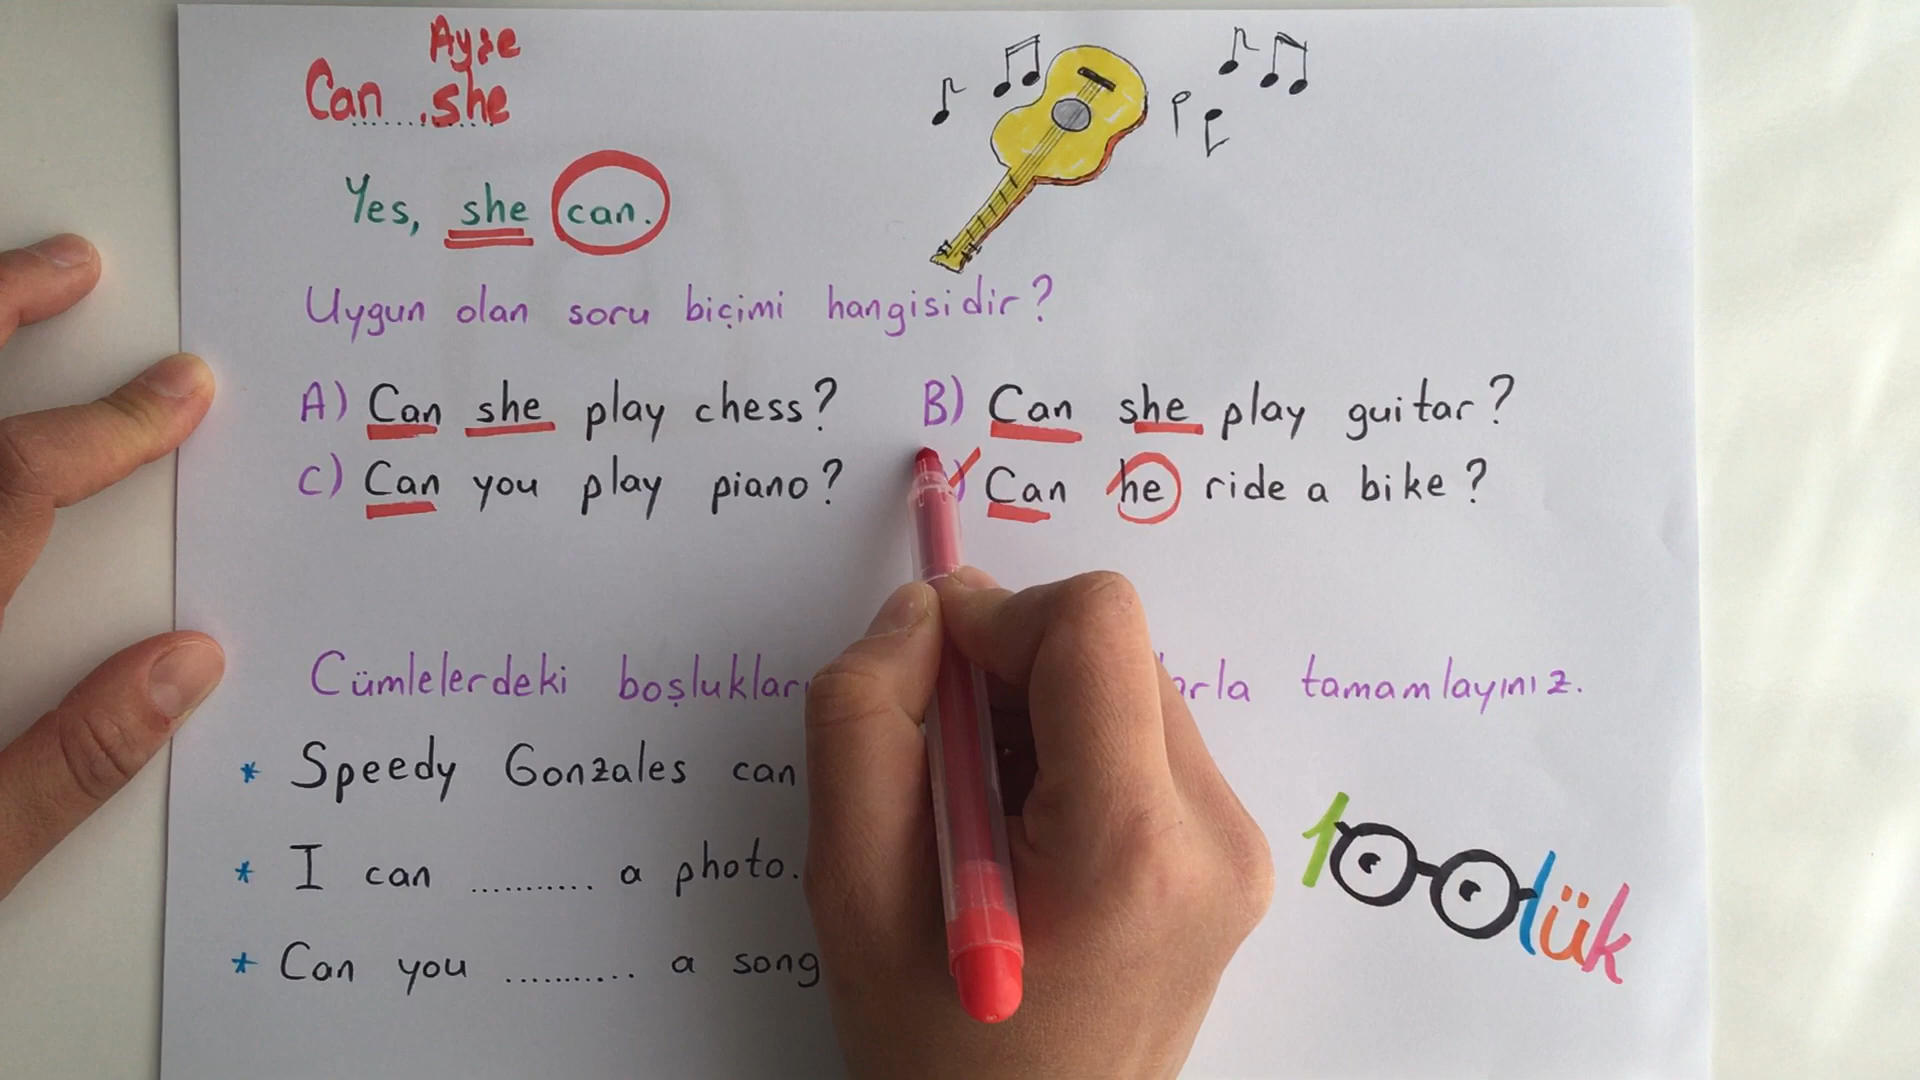 Ayşe
Can ..she.....
Yes, she can.
Uygun olan soru biçimi hangisidir?
A) Can she play chess? B) Can she play guitar?
C) Can you play piano? ) Can he ride a bike?
Cümlelerdeki tamamlayınız.
* Speedy Gonzales can
* I can ........... a photo.
* Can you ........... a song
100lük